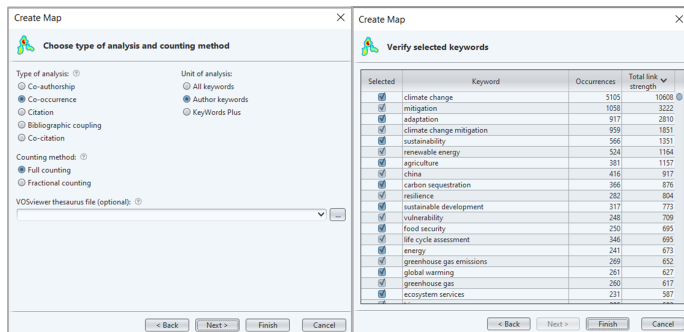 Create Map
Choose type of analysis and counting method
Type of analysis:
Unit of analysis:
Co-authorship
All keywords
Co-occurrence
Author keywords
Citation
KeyWords Plus
Bibliographic coupling
Co-citation
Counting method:
Full counting
Fractional counting
VOSviewer thesaurus file (optional):
...
< Back Next > Finish Cancel
Create Map
Verify selected keywords
Selected Keyword Occurrences Total link strength
climate change 5105 10608
mitigation 1058 3222
adaptation 917 2810
climate change mitigation 959 1851
sustainability 566 1351
renewable energy 524 1164
agriculture 381 1157
china 416 917
carbon sequestration 366 876
resilience 282 804
sustainable development 317 773
vulnerability 248 709
food security 250 695
life cycle assessment 346 695
energy 241 673
greenhouse gas emissions 269 652
global warming 261 627
greenhouse gas 260 617
ecosystem services 231 587
< Back Next > Finish Cancel